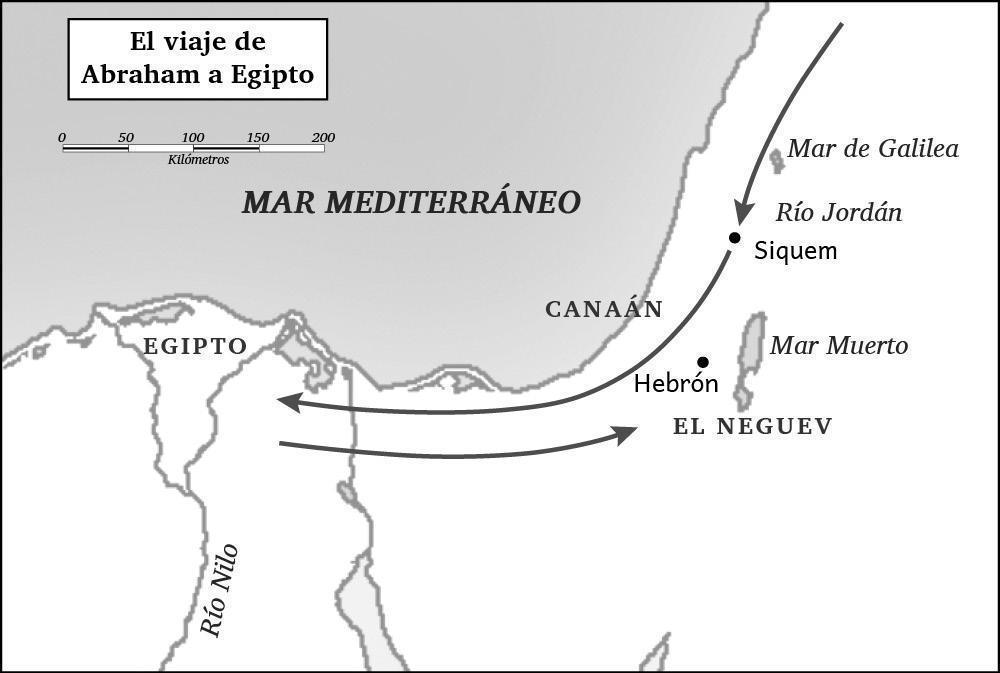 El viaje de
Abraham a Egipto
0 50 100 150 200
Kilómetros
Mar de Galilea
MAR MEDITERRÁNEO
Río Jordán
Siquem
CANAÁN
EGIPTO
Mar Muerto
Hebrón
EL NEGUEV
Río Nilo